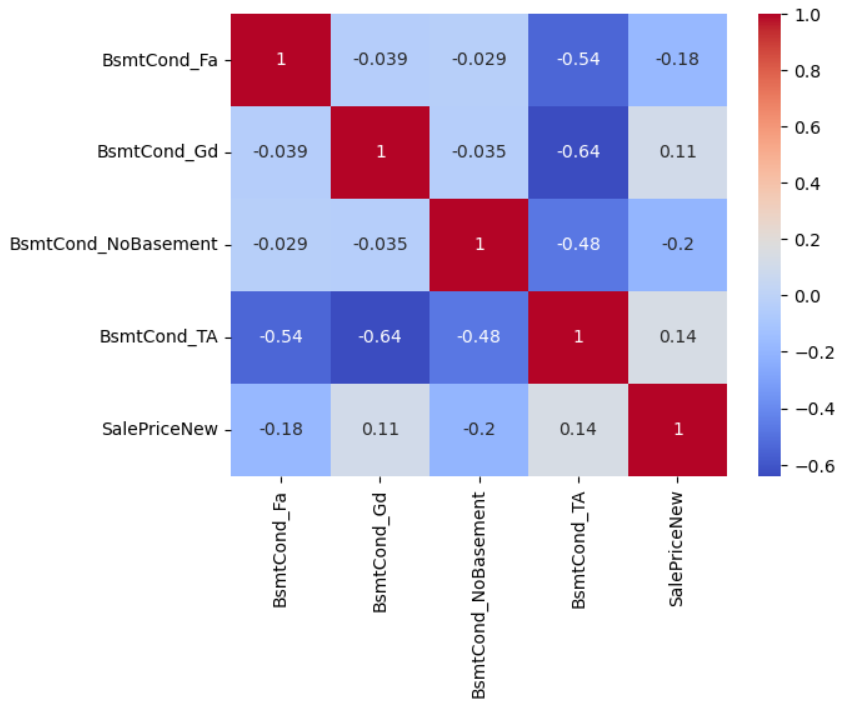 BsmtCond_Fa 1 -0.039 -0.029 -0.54 -0.18
BsmtCond_Gd -0.039 1 -0.035 -0.64 0.11
BsmtCond_NoBasement -0.029 -0.035 1 -0.48 -0.2
BsmtCond_TA -0.54 -0.64 -0.48 1 0.14
SalePriceNew -0.18 0.11 -0.2 0.14 1
BsmtCond_Fa
BsmtCond_Gd
BsmtCond_NoBasement
BsmtCond_TA
SalePriceNew
1.0
0.8
0.6
0.4
0.2
0.0
−0.2
−0.4
−0.6